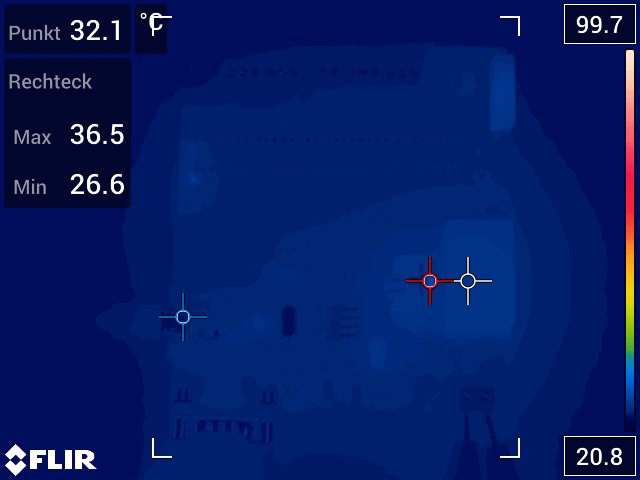 Punkt 32.1 °C
99.7
Rechteck
Max 36.5
Min 26.6
FLIR
20.8